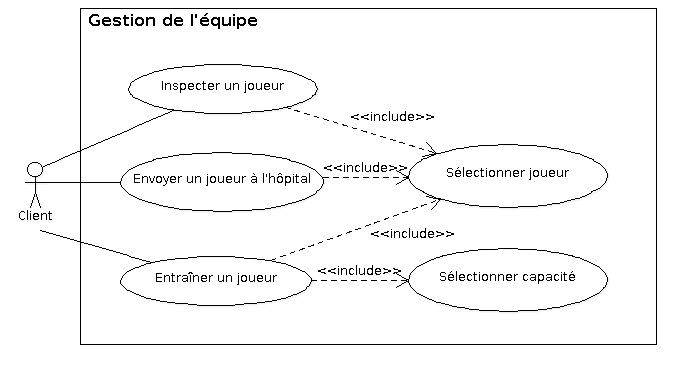 Gestion de l'équipe
Inspecter un joueur
<<include>>
Envoyer un joueur à l'hôpital
<<include>>
Sélectionner joueur
Client
<<include>>
Entraîner un joueur
<<include>>
Sélectionner capacité